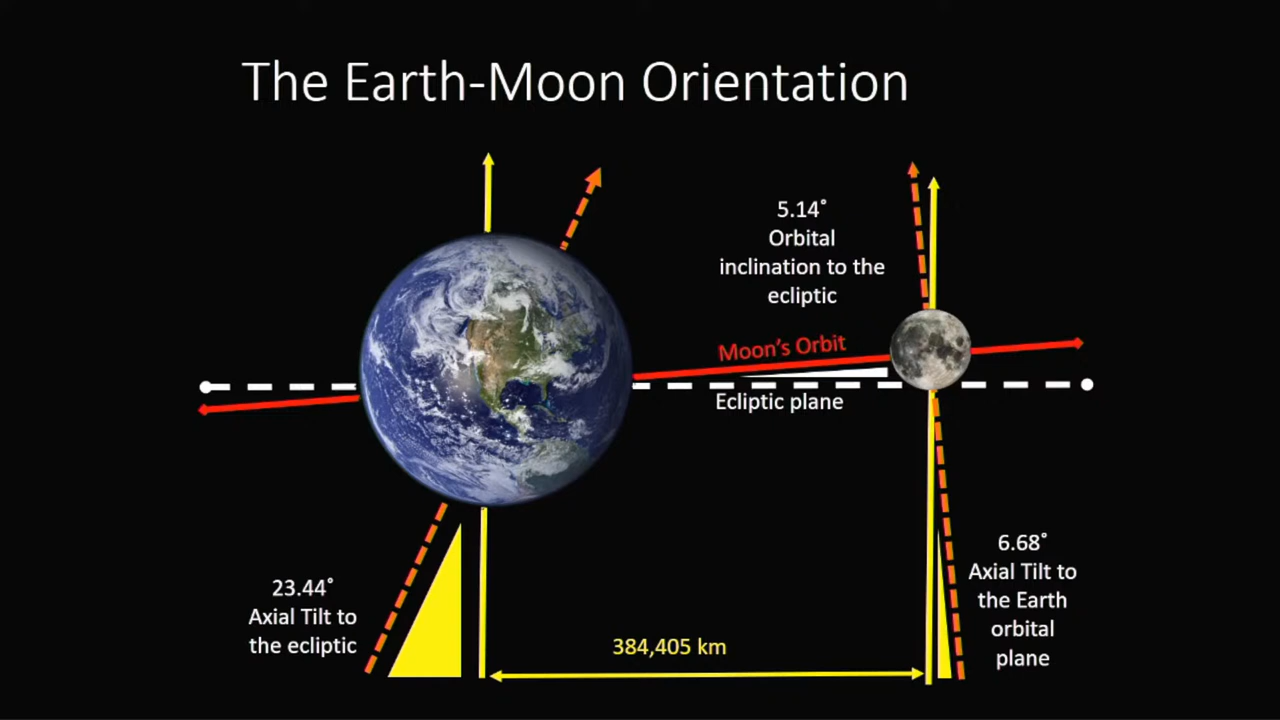 The Earth-Moon Orientation
5.14˚
Orbital
inclination to the
ecliptic
Moon's Orbit
Ecliptic plane
23.44˚
Axial Tilt to
the ecliptic
384,405 km
6.68˚
Axial Tilt to
the Earth
orbital
plane